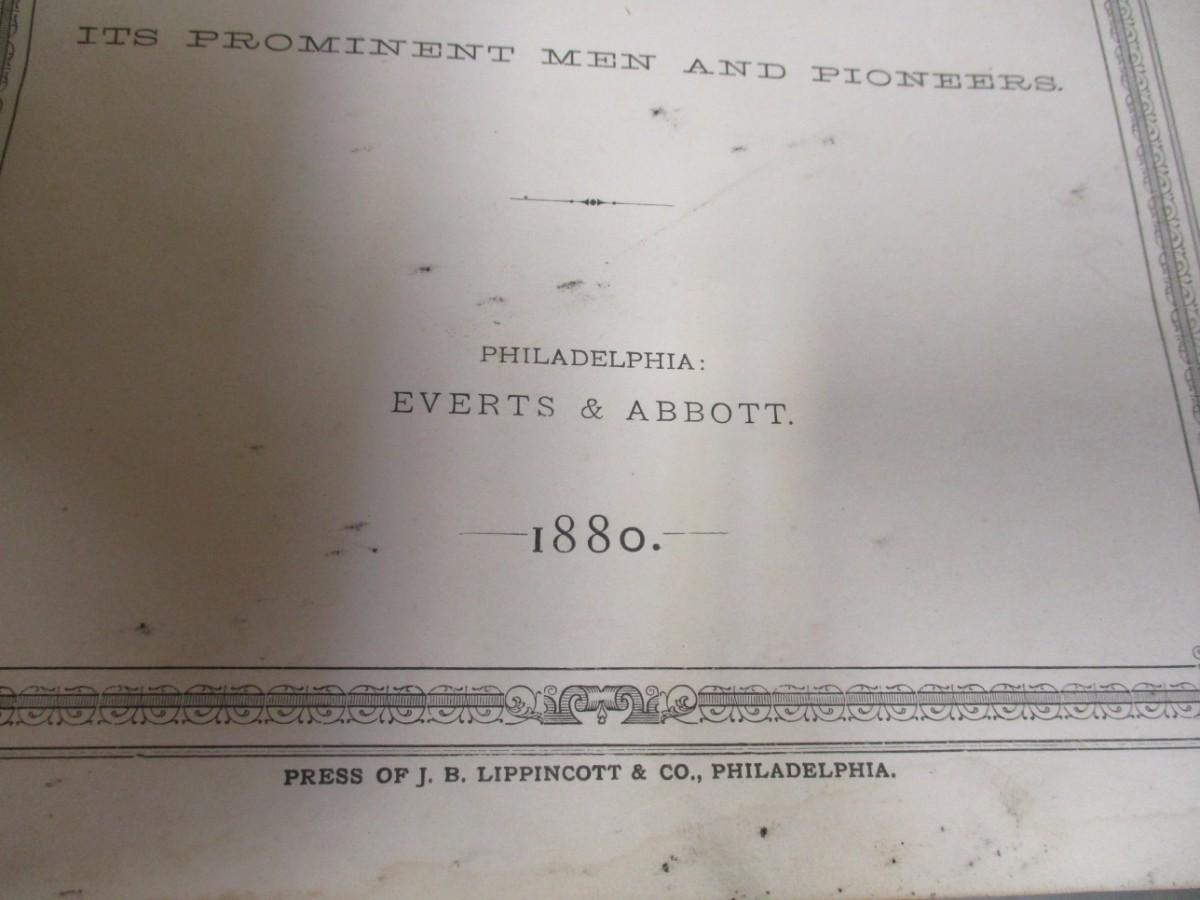 ITS PROMINENT MEN AND PIONEERS.
PHILADELPHIA:
EVERTS & ABBOTT.
1880.
PRESS OF J. B. LIPPINCOTT & CO., PHILADELPHIA.